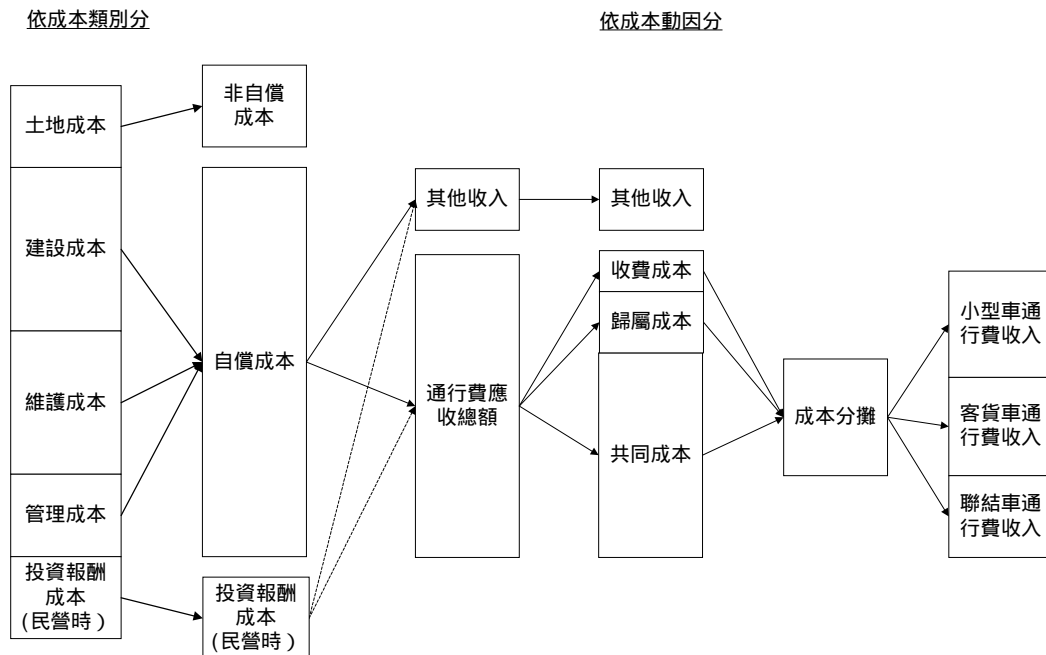 依成本類別分
依成本動因分
土地成本
建設成本
維護成本
管理成本
投資報酬
成本
(民營時)
非自償
成本
自償成本
投資報酬
成本
(民營時)
其他收入
通行費應
收總額
其他收入
收費成本
歸屬成本
共同成本
成本分攤
小型車通
行費收入
客貨車通
行費收入
聯結車通
行費收入